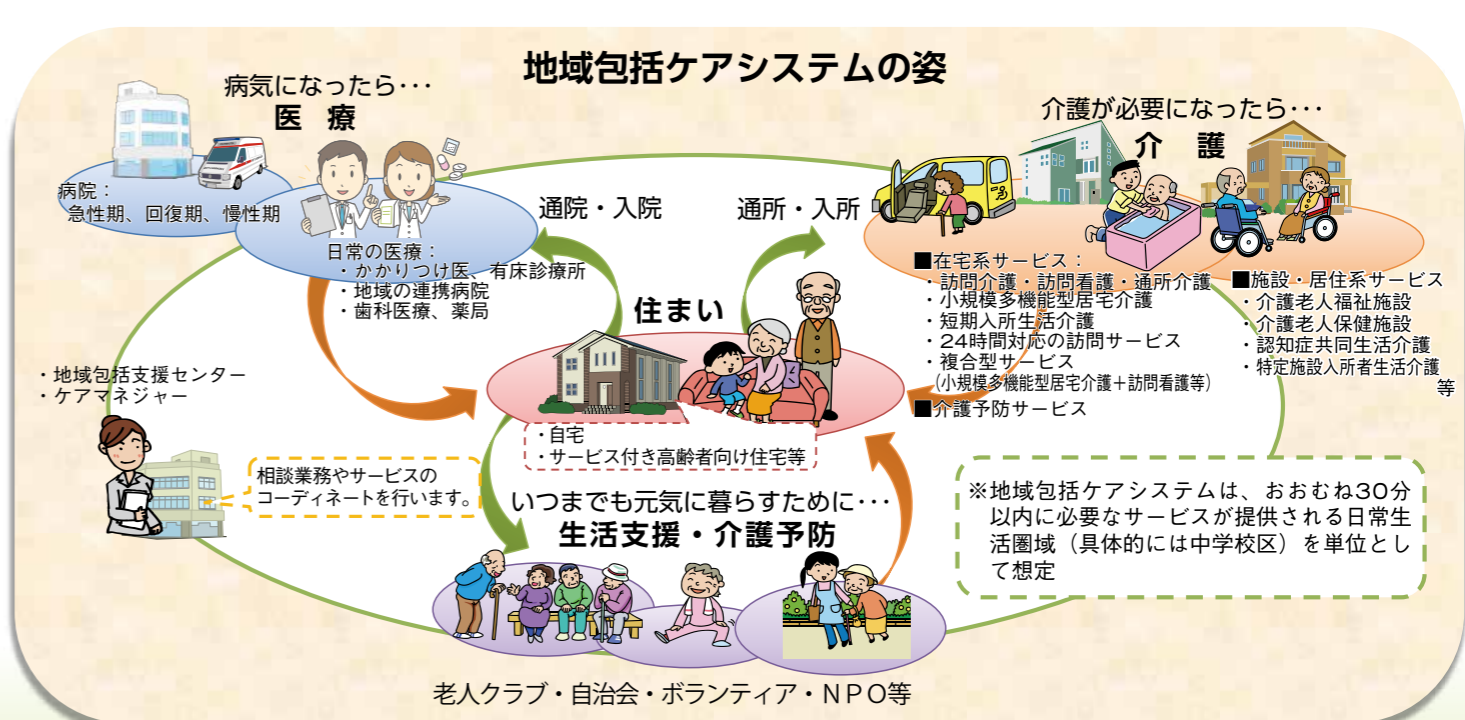 地域包括ケアシステムの姿
病気になったら･･･
医　療
病院：
急性期、回復期、慢性期
日常の医療：
・かかりつけ医、有床診療所
・地域の連携病院
・歯科医療、薬局
通院・入院
通所・入所
介護が必要になったら･･･
介　護
■在宅系サービス：
・訪問介護・訪問看護・通所介護
・小規模多機能型居宅介護
・短期入所生活介護
・24時間対応の訪問サービス
・複合型サービス
（小規模多機能型居宅介護＋訪問看護等）
■介護予防サービス
■施設・居住系サービス
・介護老人福祉施設
・介護老人保健施設
・認知症共同生活介護
・特定施設入所者生活介護
等
住まい
・自宅
・サービス付き高齢者向け住宅等
・地域包括支援センター
・ケアマネジャー
相談業務やサービスの
コーディネートを行います。
いつまでも元気に暮らすために･･･
生活支援・介護予防
老人クラブ・自治会・ボランティア・ＮＰＯ等
※地域包括ケアシステムは、おおむね30分
以内に必要なサービスが提供される日常生
活圏域（具体的には中学校区）を単位とし
て想定